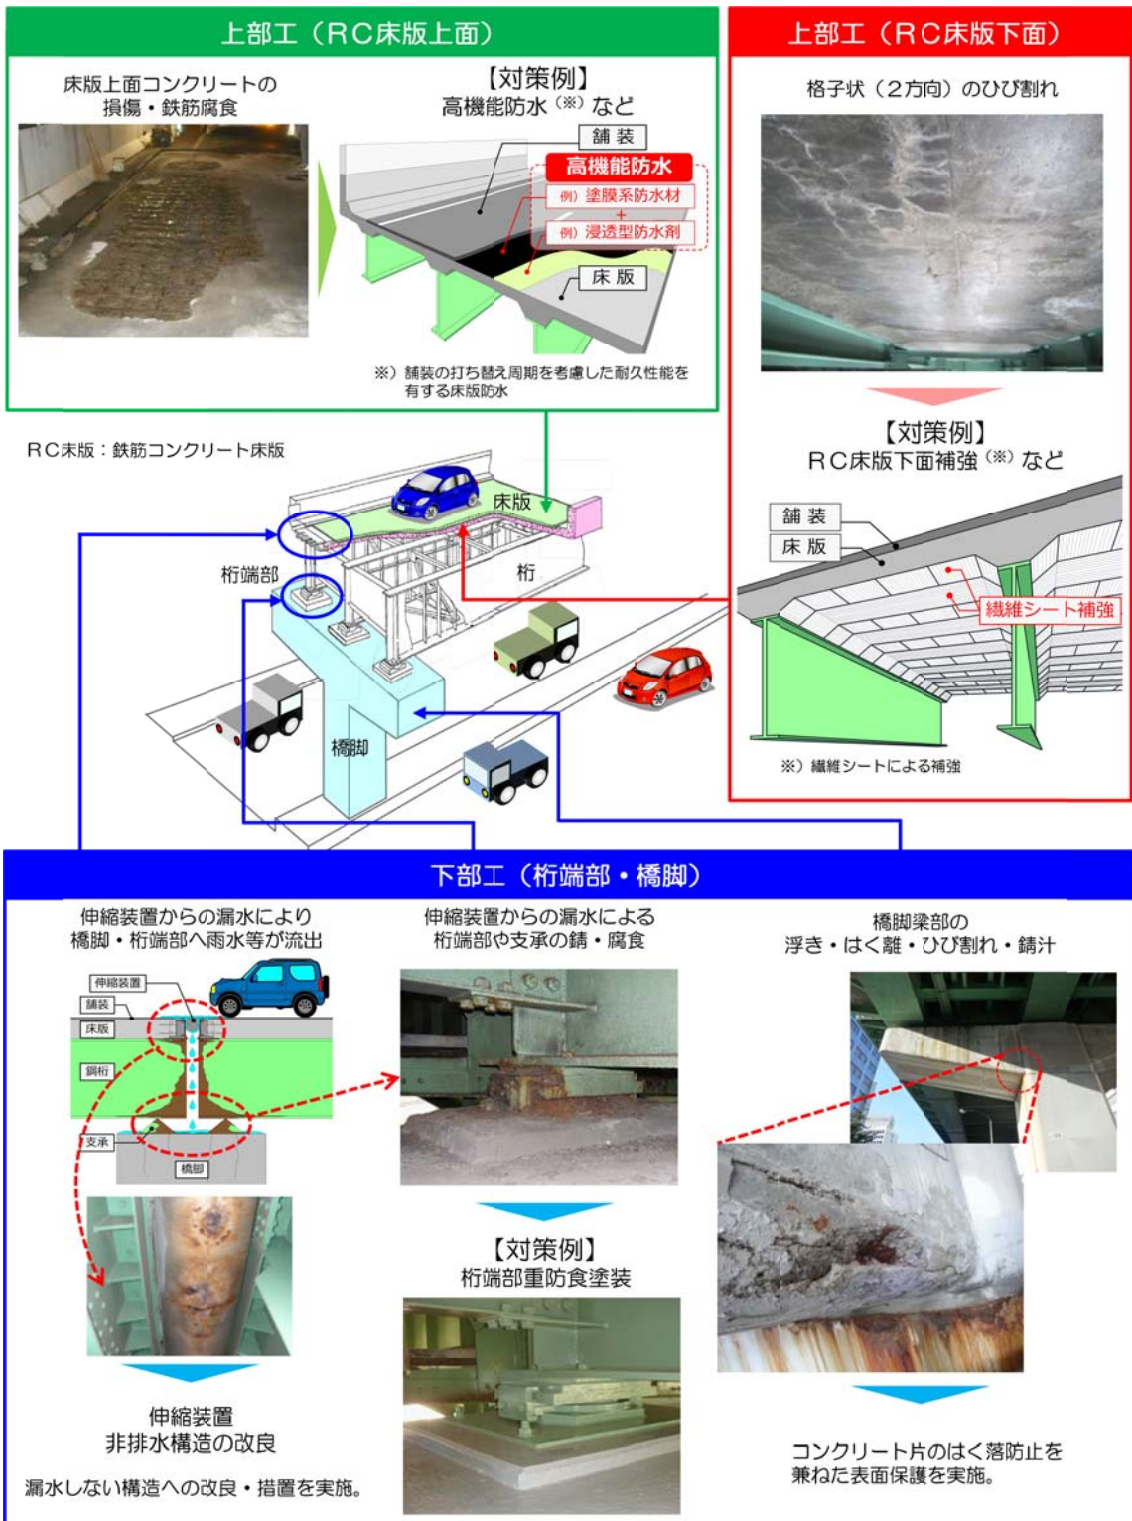 上部工（ＲＣ床版上面）
床版上面コンクリートの
損傷・鉄筋腐食
【対策例】
高機能防水（※）など
舗装
高機能防水
例）塗膜系防水材
＋
例）浸透型防水剤
床版
※）舗装の打ち替え周期を考慮した耐久性能を
有する床版防水
上部工（ＲＣ床版下面）
格子状（２方向）のひび割れ
【対策例】
ＲＣ床版下面補強（※）など
舗装
床版
繊維シート補強
※）繊維シートによる補強
ＲＣ床版：鉄筋コンクリート床版
床版
桁端部
桁
橋脚
下部工（桁端部・橋脚）
伸縮装置からの漏水により
橋脚・桁端部へ雨水等が流出
伸縮装置
舗装
床版
鋼桁
支承
橋脚
伸縮装置
非排水構造の改良
漏水しない構造への改良・措置を実施。
伸縮装置からの漏水による
桁端部や支承の錆・腐食
【対策例】
桁端部重防食塗装
橋脚梁部の
浮き・はく離・ひび割れ・錆汁
コンクリート片のはく落防止を
兼ねた表面保護を実施。